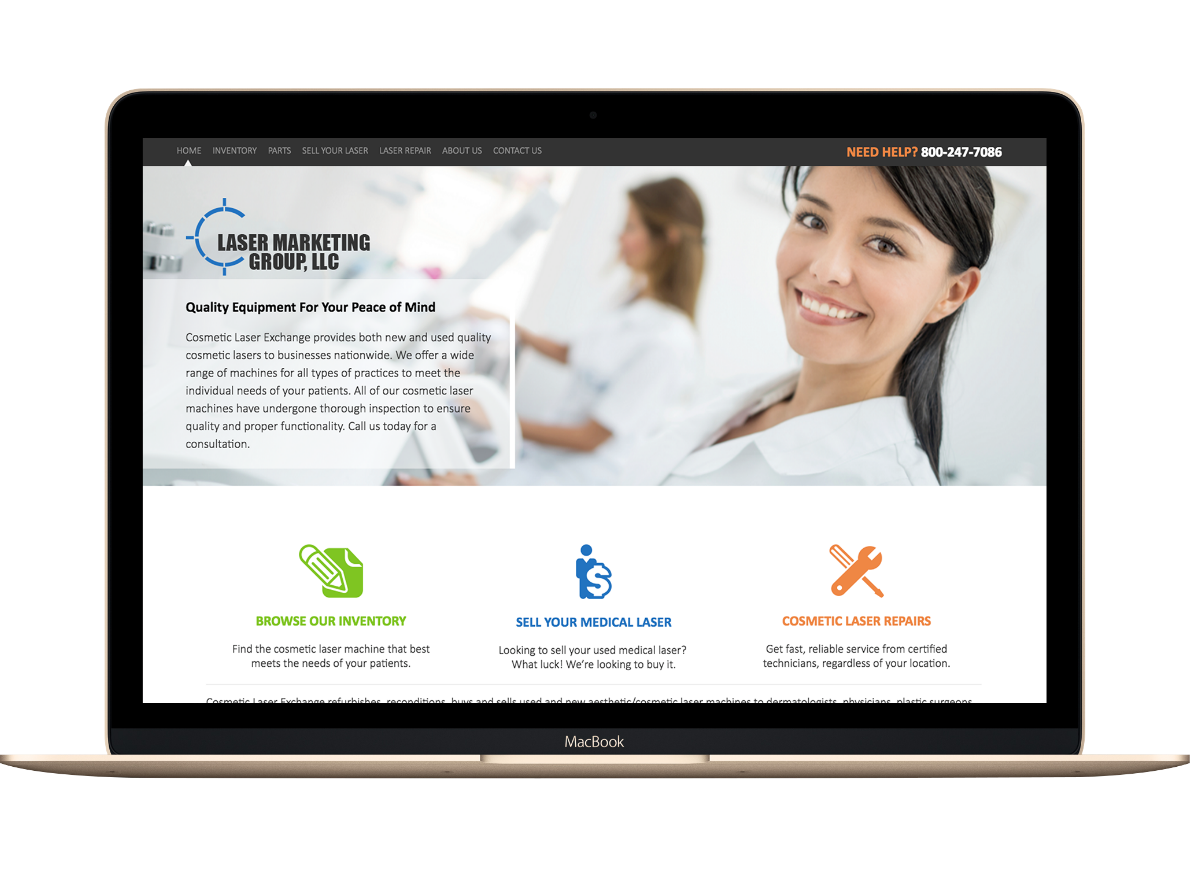 HOME INVENTORY PARTS SELL YOUR LASER LASER REPAIR ABOUT US CONTACT US
NEED HELP? 800-247-7086
LASER MARKETING
GROUP, LLC
Quality Equipment For Your Peace of Mind
Cosmetic Laser Exchange provides both new and used quality
cosmetic lasers to businesses nationwide. We offer a wide
range of machines for all types of practices to meet the
individual needs of your patients. All of our cosmetic laser
machines have undergone thorough inspection to ensure
quality and proper functionality. Call us today for a
consultation.
BROWSE OUR INVENTORY
Find the cosmetic laser machine that best
meets the needs of your patients.
SELL YOUR MEDICAL LASER
Looking to sell your used medical laser?
What luck! We're looking to buy it.
COSMETIC LASER REPAIRS
Get fast, reliable service from certified
technicians, regardless of your location.
Cosmetic Laser Exchange refurbishes, reconditions, buys and sells used and new aesthetic/cosmetic laser machines to dermatologists, physicians, plastic surgeons
MacBook